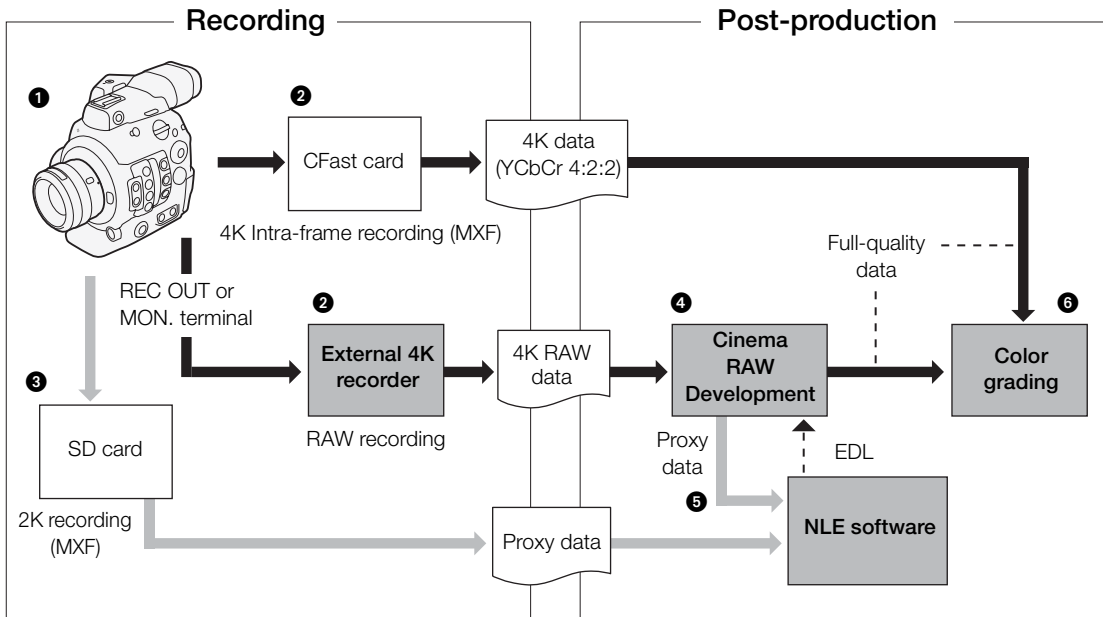 Recording
Post-production
❶
❷
CFast card
4K data
(YCbCr 4:2:2)
4K Intra-frame recording (MXF)
Full-quality
data
REC OUT or
MON. terminal
❷
External 4K
recorder
RAW recording
4K RAW
data
❹
Cinema
RAW
Development
❻
Color
grading
❸
SD card
2K recording
(MXF)
Proxy
data
EDL
❺
NLE software
Proxy data